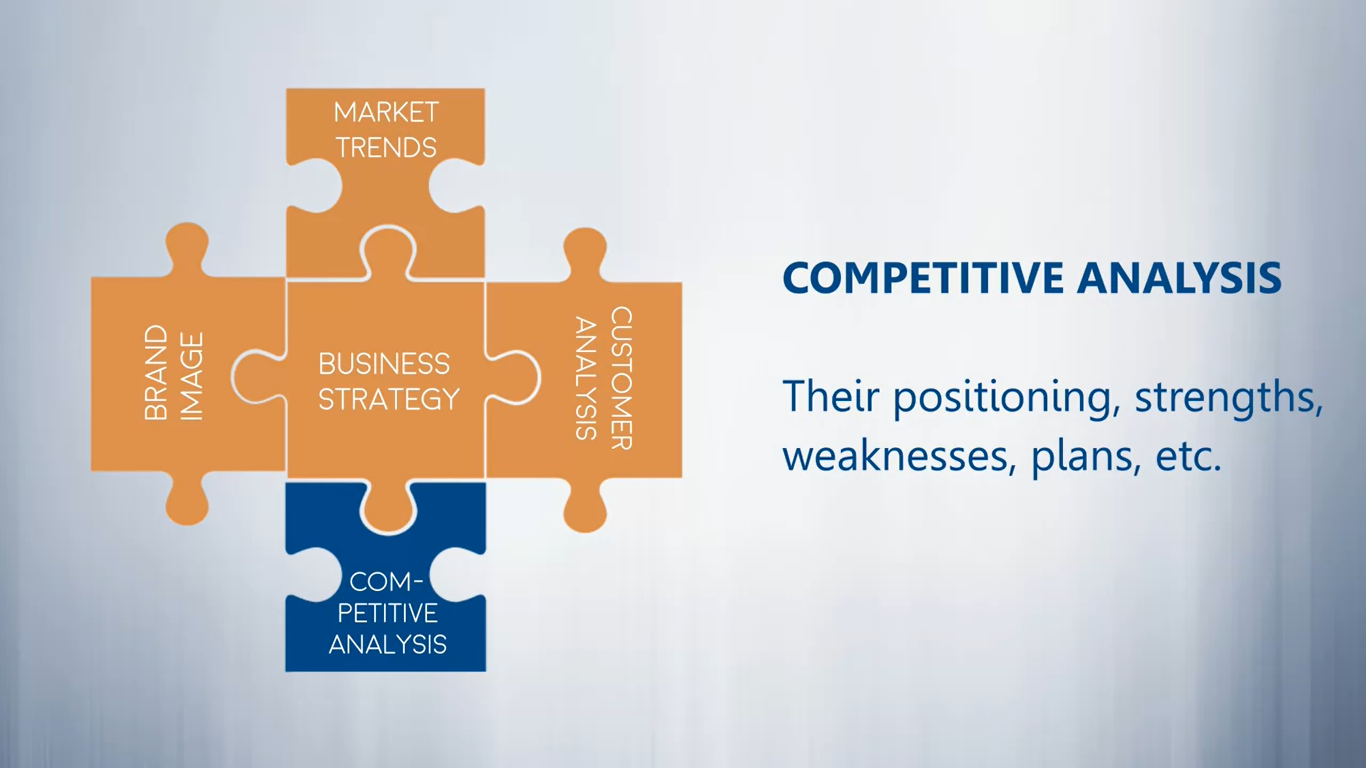 MARKET
TRENDS
BRAND
IMAGE
BUSINESS
STRATEGY
CUSTOMER
ANALYSIS
COM-
PETITIVE
ANALYSIS
COMPETITIVE ANALYSIS
Their positioning, strengths,
weaknesses, plans, etc.